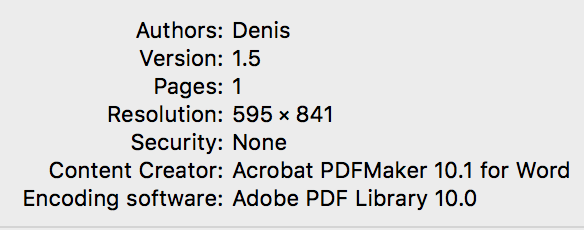 Authors: Denis
Version: 1.5
Pages: 1
Resolution: 595 × 841
Security: None
Content Creator: Acrobat PDFMaker 10.1 for Word
Encoding software: Adobe PDF Library 10.0